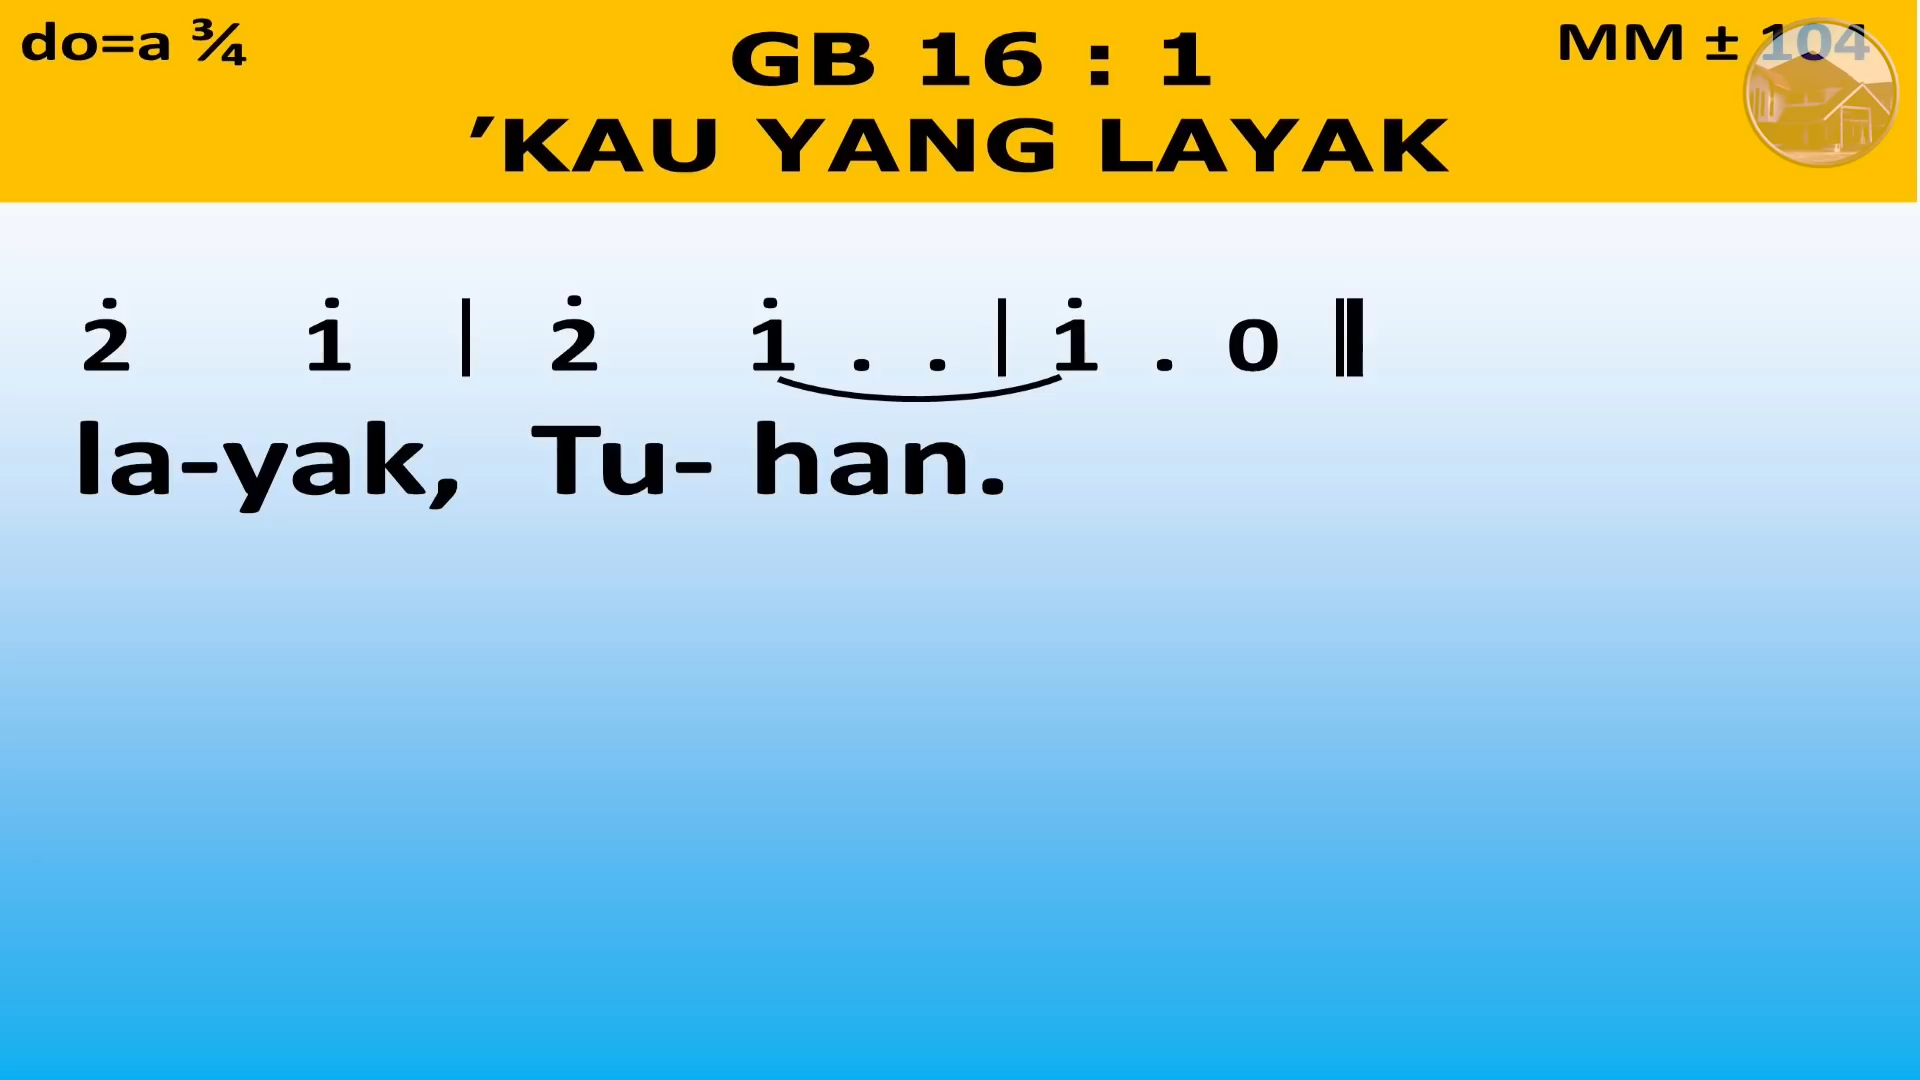 do=a ¾
GB 16 : 1
MM ± 104
’KAU YANG LAYAK
2̇ 1̇ | 2̇ 1̇ . . | 1̇ . 0 ‖
la-yak, Tu- han.